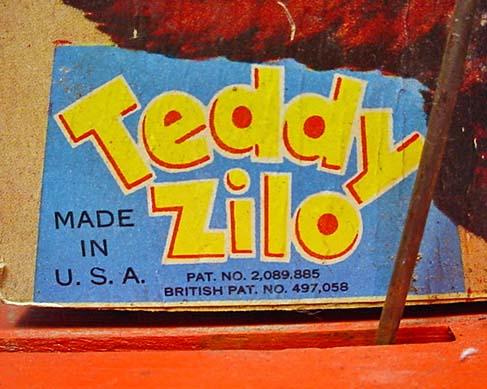 Teddy
Zilo
MADE
IN
U. S. A.
PAT. NO. 2,089,885
BRITISH PAT. NO. 497,058